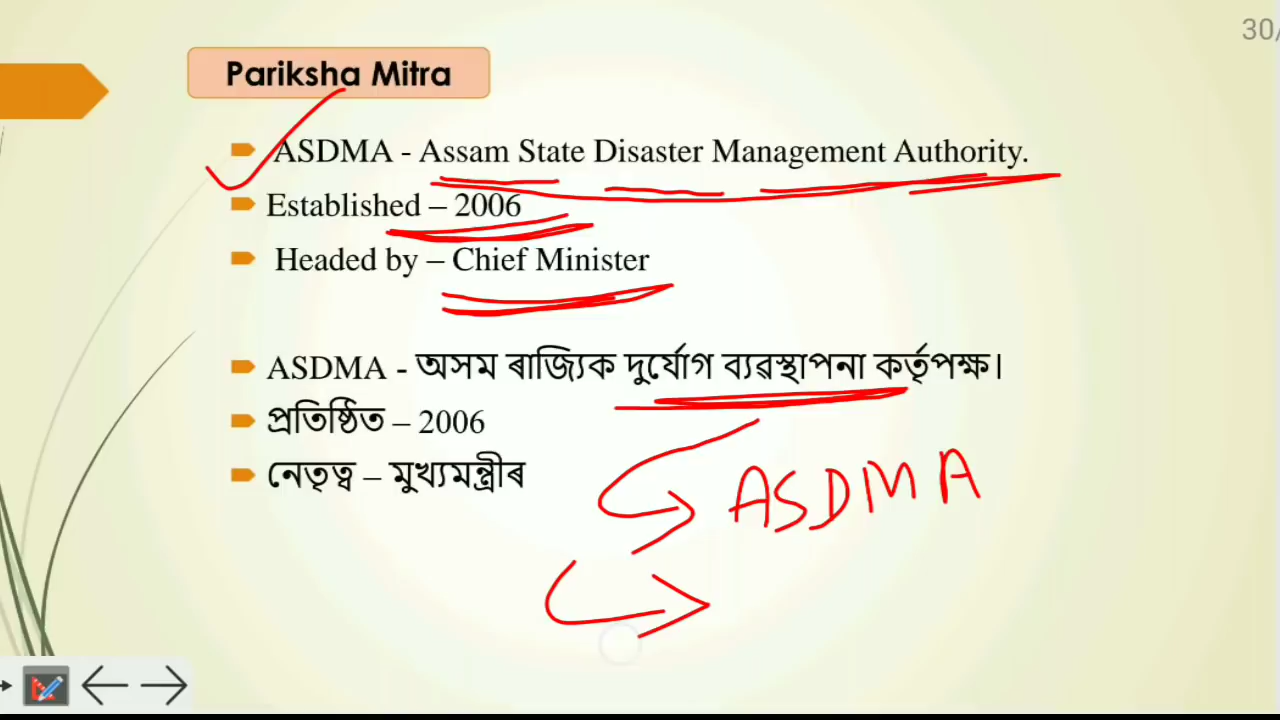 30/
Pariksha Mitra
ASDMA - Assam State Disaster Management Authority.
Established – 2006
Headed by – Chief Minister
ASDMA - অসম ৰাজ্যিক দুৰ্যোগ ব্যৱস্থাপনা কৰ্তৃপক্ষ।
প্ৰতিষ্ঠিত – 2006
নেতৃত্ব – মুখ্যমন্ত্ৰীৰ
ASDMA